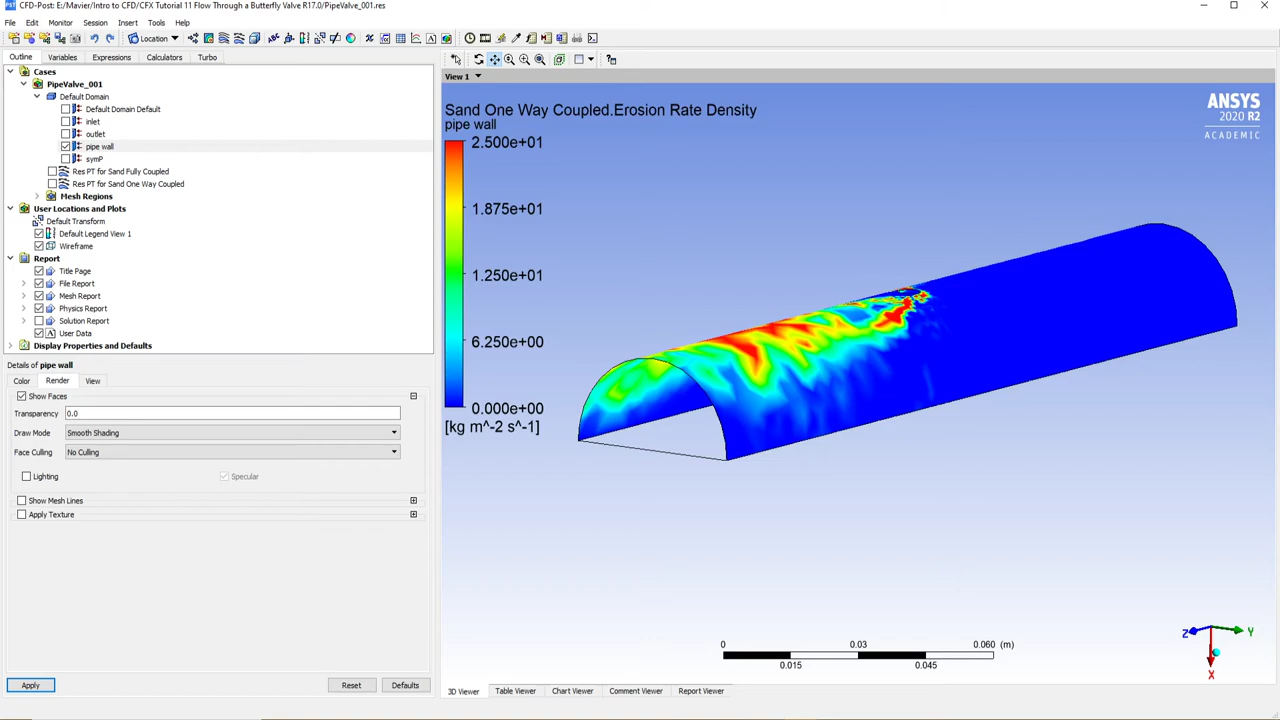 CFD-Post: E:/Mavier/Intro to CFD/CFX Tutorial 11 Flow Through a Butterfly Valve R17.0/PipeValve_001.res
File Edit Monitor Session Insert Tools Help
Location
Outline Variables Expressions Calculators Turbo
Cases
PipeValve_001
Default Domain
Default Domain Default
inlet
outlet
pipe wall
symP
Res PT for Sand Fully Coupled
Res PT for Sand One Way Coupled
Mesh Regions
User Locations and Plots
Default Transform
Default Legend View 1
Wireframe
Report
Title Page
File Report
Mesh Report
Physics Report
Solution Report
User Data
Display Properties and Defaults
Details of pipe wall
Color Render View
Show Faces
Transparency 0.0
Draw Mode Smooth Shading
Face Culling No Culling
Lighting Specular
Show Mesh Lines
Apply Texture
Apply Reset Defaults
View 1
Sand One Way Coupled.Erosion Rate Density
pipe wall
2.500e+01
1.875e+01
1.250e+01
6.250e+00
0.000e+00
[kg m^-2 s^-1]
ANSYS
2020 R2
ACADEMIC
0 0.03 0.060 (m)
0.015 0.045
Z Y
X
3D Viewer Table Viewer Chart Viewer Comment Viewer Report Viewer